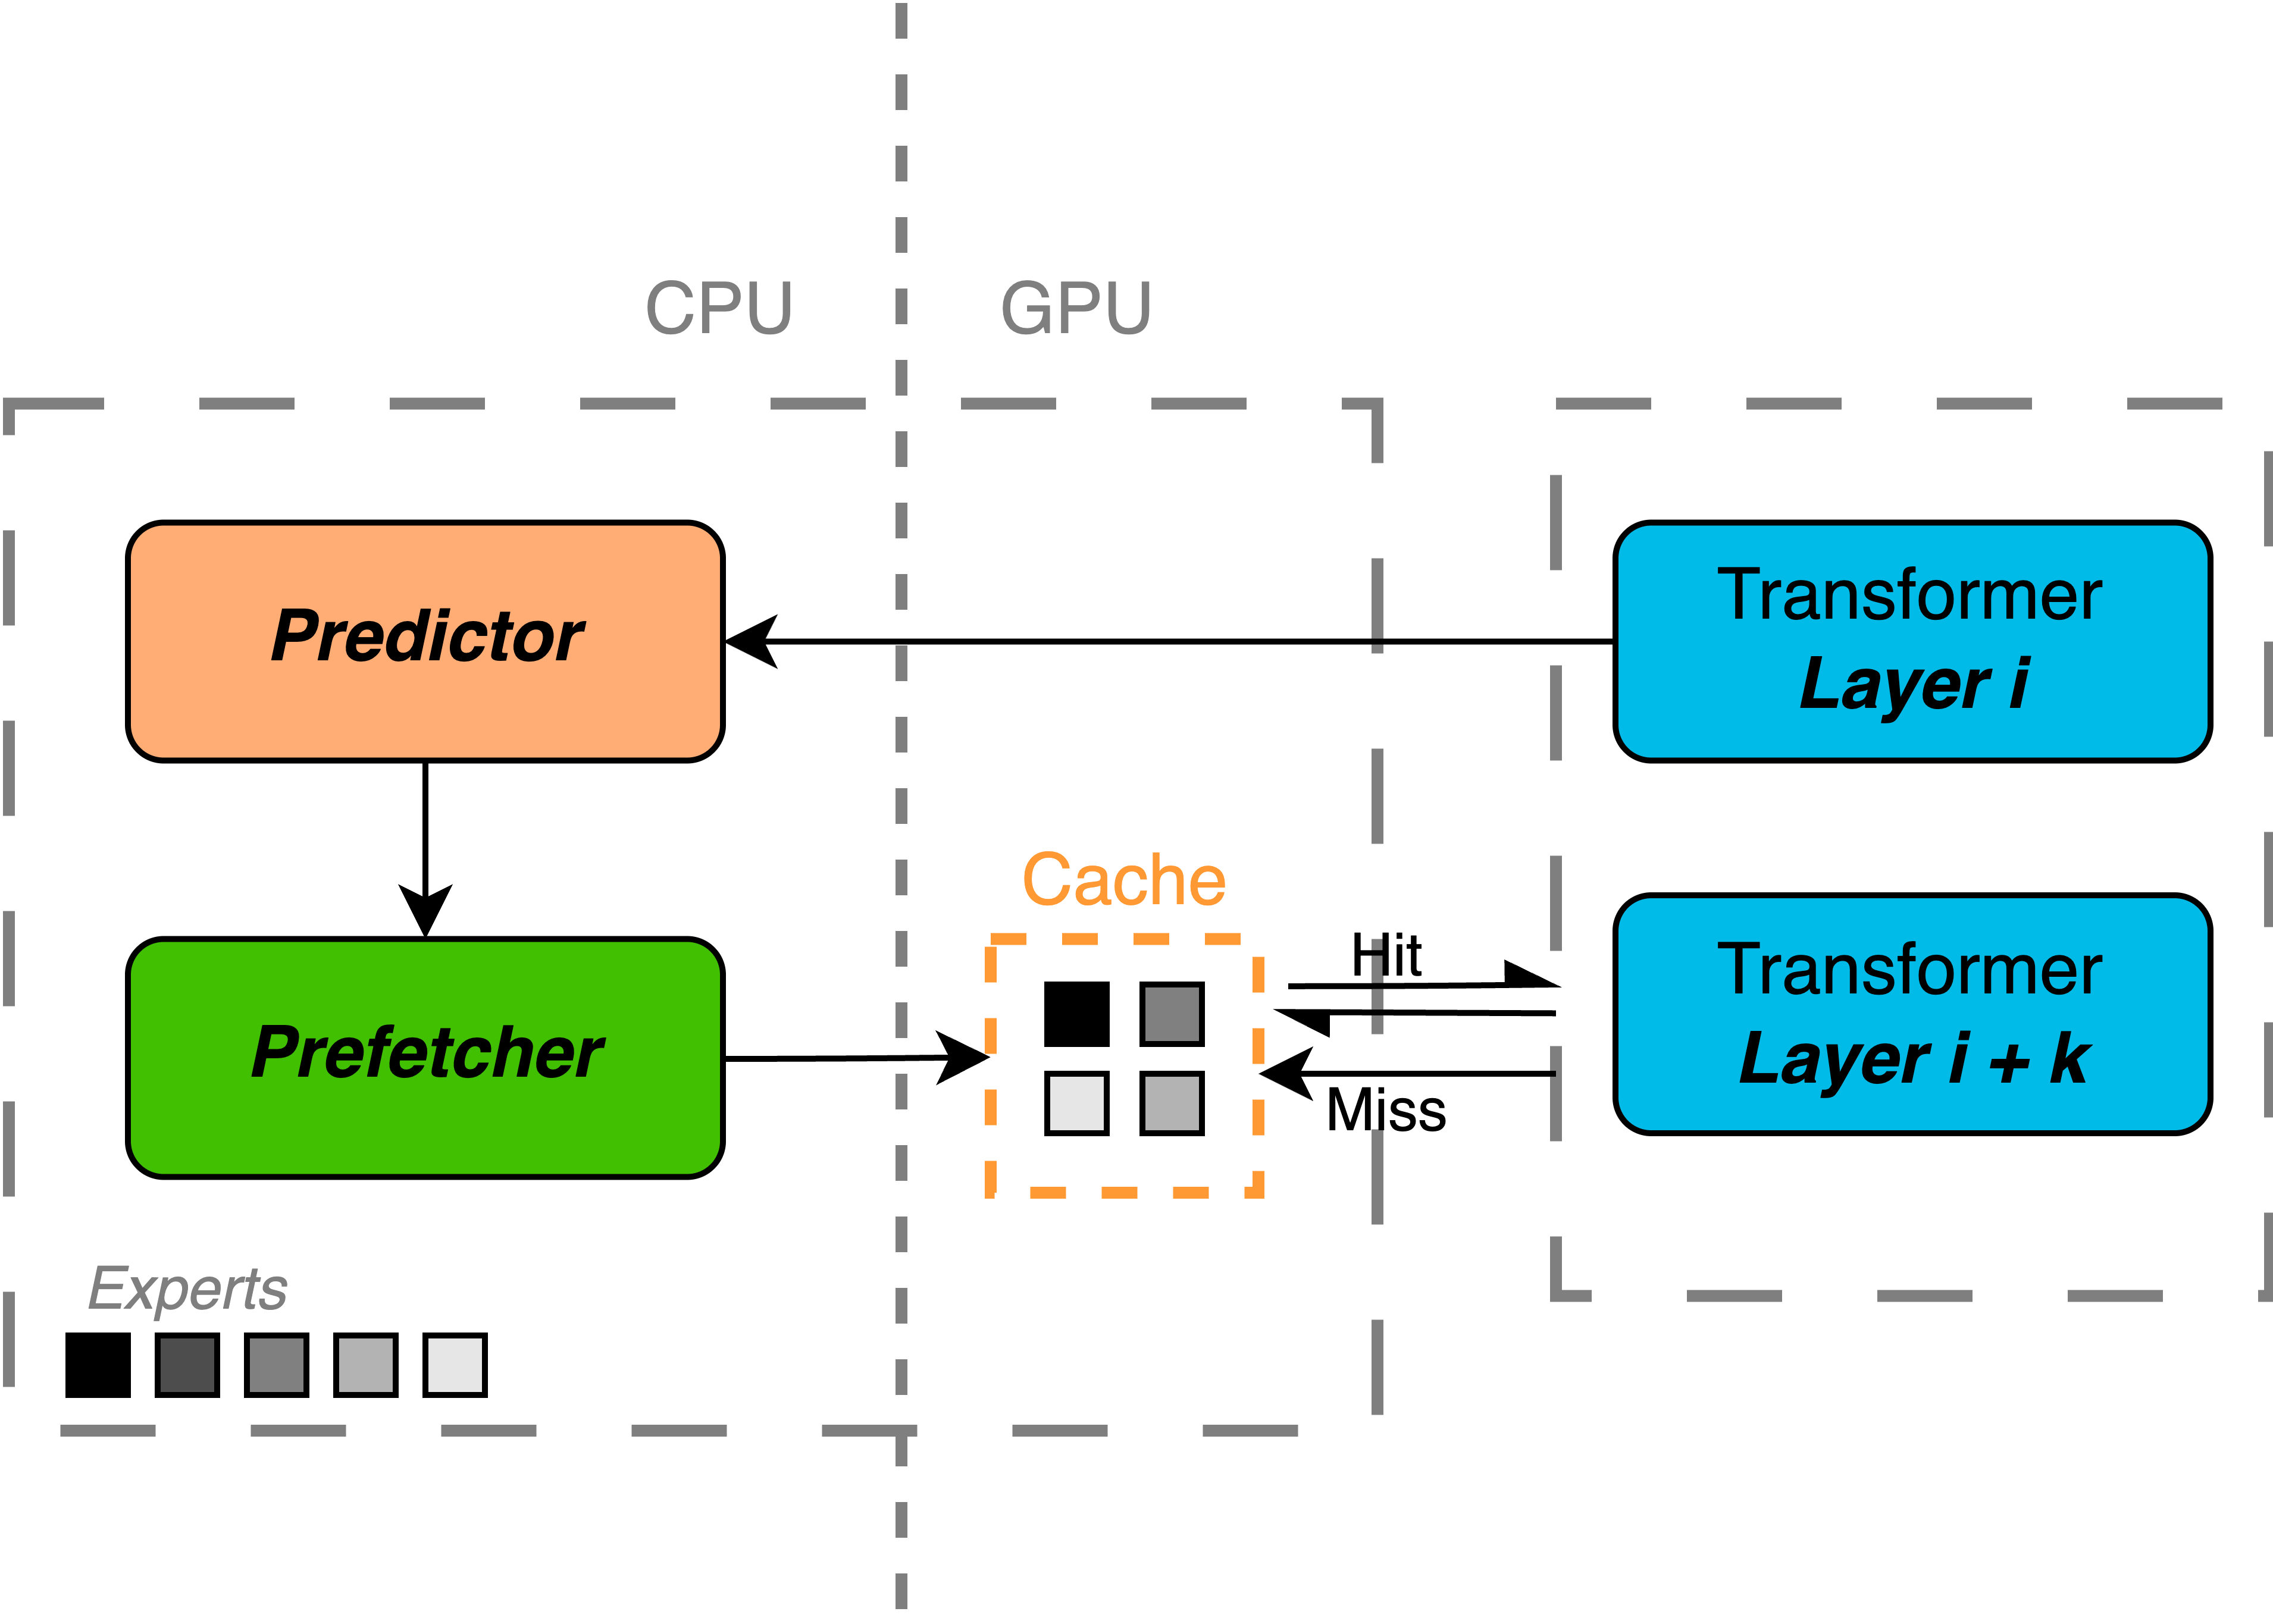 CPU
GPU
Predictor
Transformer
Layer i
Cache
Hit
Miss
Prefetcher
Transformer
Layer i + k
Experts